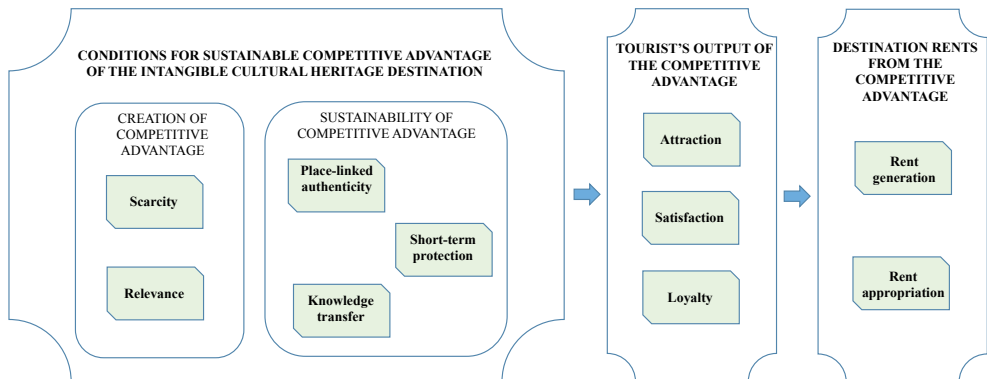 CONDITIONS FOR SUSTAINABLE COMPETITIVE ADVANTAGE
OF THE INTANGIBLE CULTURAL HERITAGE DESTINATION
CREATION OF
COMPETITIVE
ADVANTAGE
Scarcity
Relevance
SUSTAINABILITY OF
COMPETITIVE ADVANTAGE
Place-linked
authenticity
Short-term
protection
Knowledge
transfer
TOURIST'S OUTPUT OF
THE COMPETITIVE
ADVANTAGE
Attraction
Satisfaction
Loyalty
DESTINATION RENTS
FROM THE
COMPETITIVE
ADVANTAGE
Rent
generation
Rent
appropriation